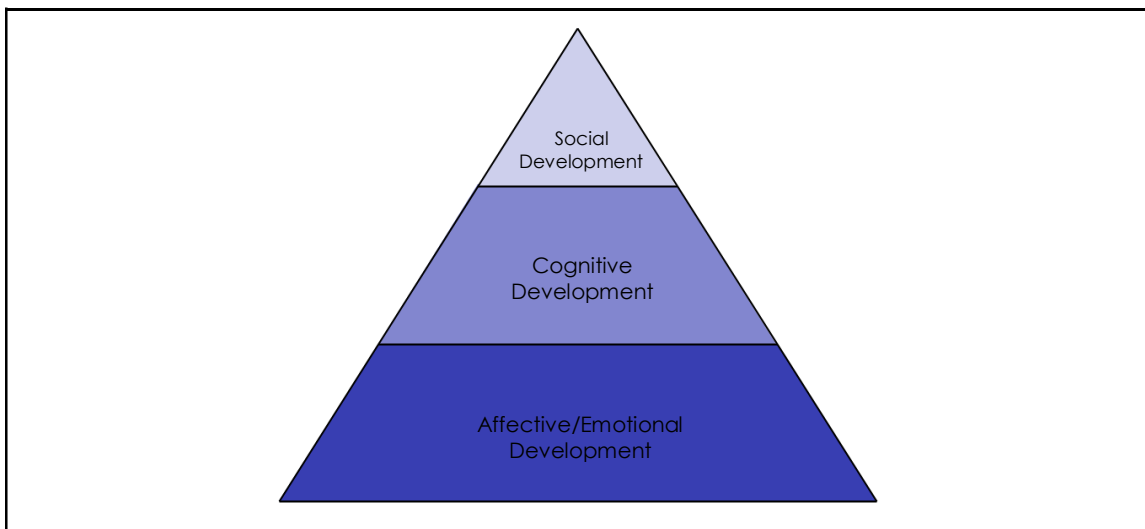 Social
Development
Cognitive
Development
Affective/Emotional
Development